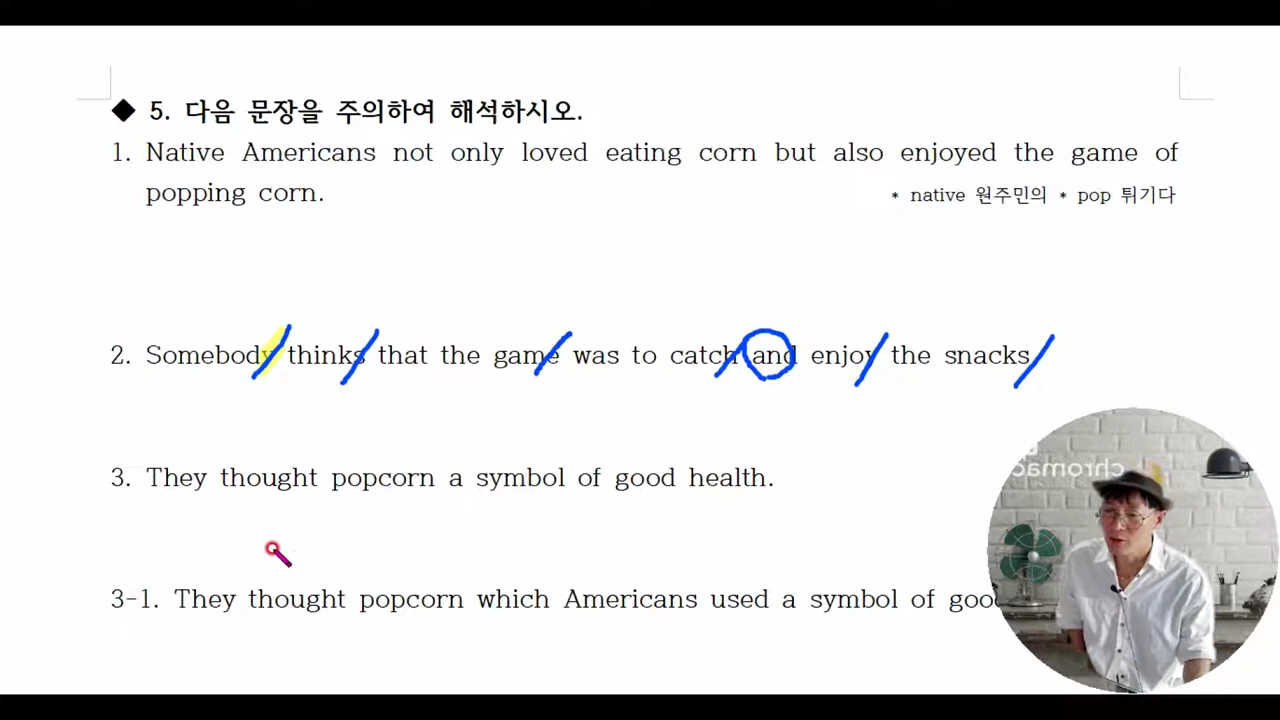 ◆ 5. 다음 문장을 주의하여 해석하시오.
1. Native Americans not only loved eating corn but also enjoyed the game of
popping corn.
* native 원주민의 * pop 튀기다
2. Somebody thinks that the game was to catch and enjoy the snacks
3. They thought popcorn a symbol of good health.
3-1. They thought popcorn which Americans used a symbol of